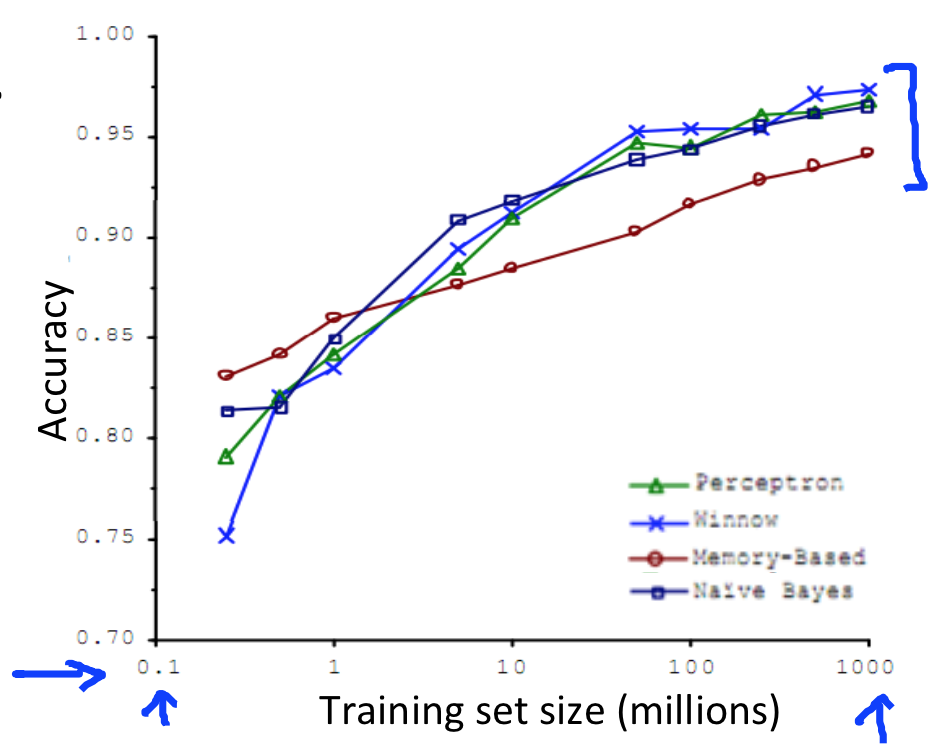 1.00
0.95
0.90
0.85
0.80
0.75
0.70
Accuracy
Perceptron
Winnow
Memory-Based
Naïve Bayes
0.1 1 10 100 1000
Training set size (millions)